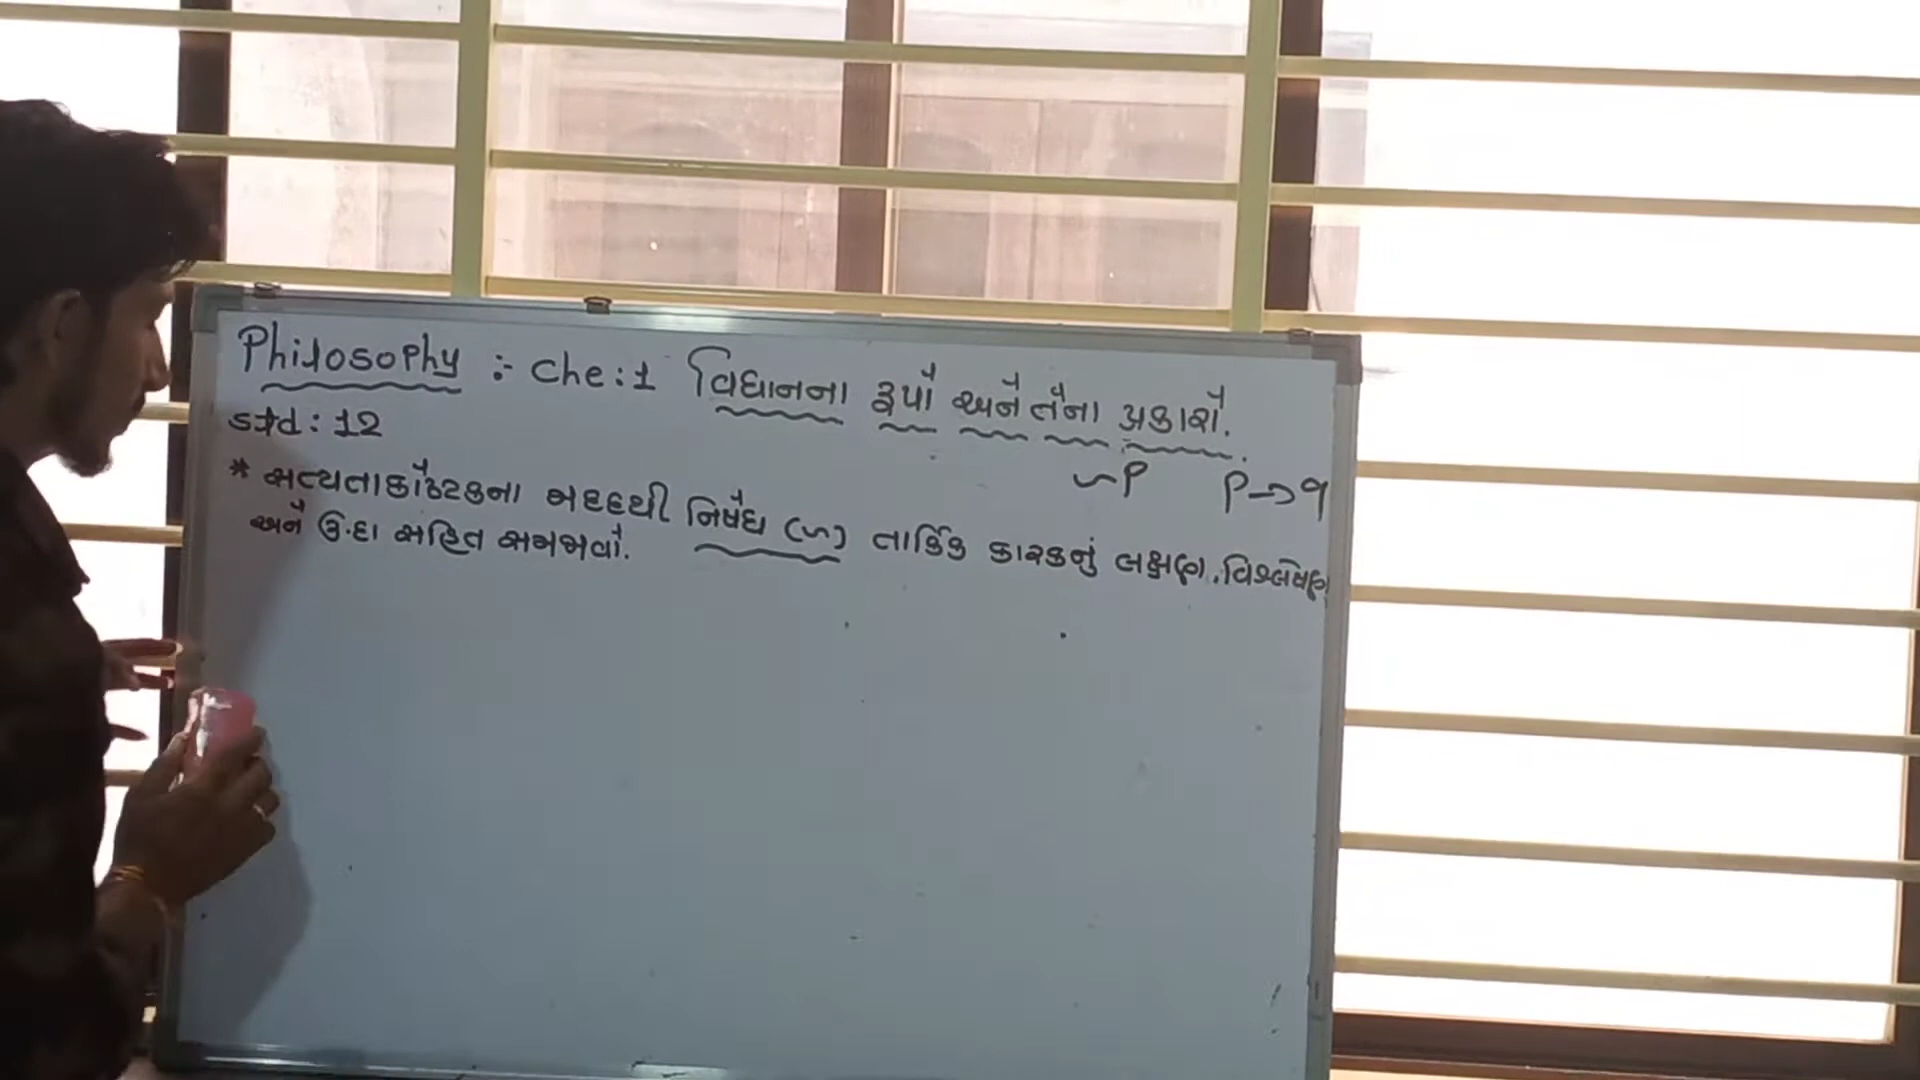 Philosophy :- Che:1 વિધાનના રૂપો અને તેના પ્રકારો.
Std: 12
~P P→q
* સત્યતાકોષ્ટકના મદદથી નિષેધ (~) તાર્કિક કારકનું લક્ષણ, વિશ્લેષણ
અને ઉ.દા સહિત સમજાવો.